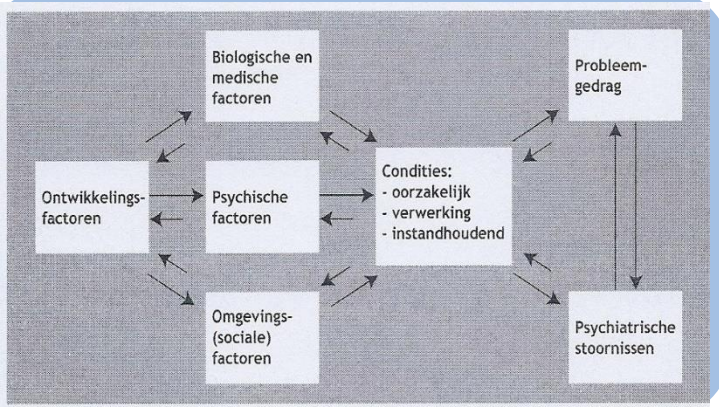 Biologische en
medische
factoren
Probleem-
gedrag
Ontwikkelings-
factoren
Psychische
factoren
Condities:
- oorzakelijk
- verwerking
- instandhoudend
Omgevings-
(sociale)
factoren
Psychiatrische
stoornissen